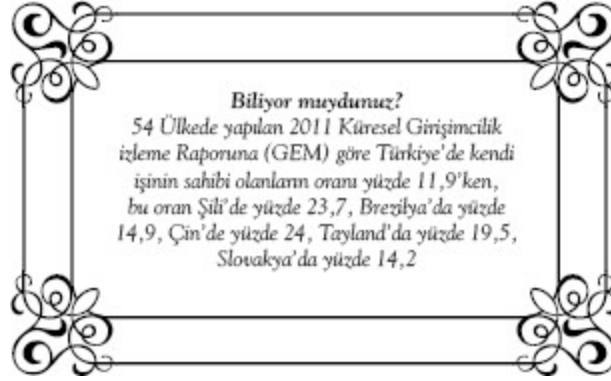 Biliyor muydunuz?
54 Ülkede yapılan 2011 Küresel Girişimcilik
izleme Raporuna (GEM) göre Türkiye'de kendi
işinin sahibi olanların oranı yüzde 11,9'ken,
bu oran Şili'de yüzde 23,7, Brezilya'da yüzde
14,9, Çin'de yüzde 24, Tayland'da yüzde 19,5,
Slovakya'da yüzde 14,2